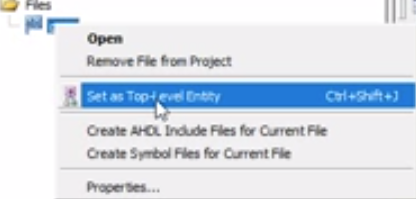 Files
Open
Remove File from Project
Set as Top-Level Entity Ctrl+Shift+J
Create AHDL Include Files for Current File
Create Symbol Files for Current File
Properties...